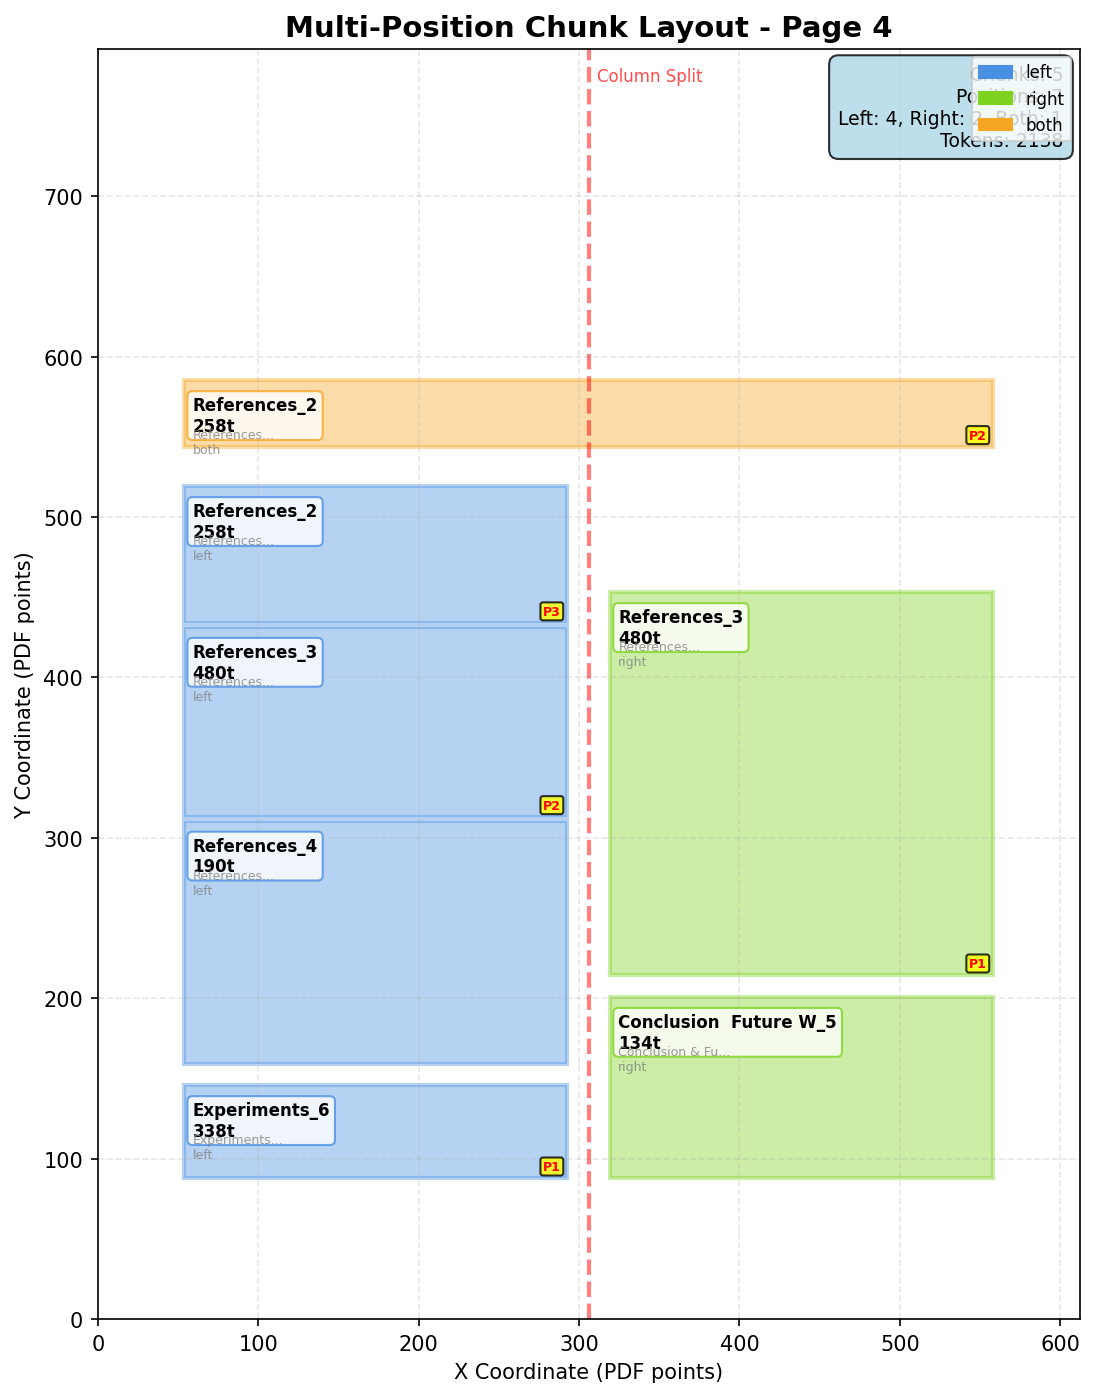 Multi-Position Chunk Layout - Page 4
Column Split
Chunks: 5
left
right
both
Left: 4, Right: 2, Both: 1
Tokens: 2138
Y Coordinate (PDF points)
700
600
500
400
300
200
100
0
References_2
258t
References...
both
P2
References_2
258t
References...
left
P3
References_3
480t
References...
left
P2
References_4
190t
References...
left
Experiments_6
338t
Experiments...
left
P1
References_3
480t
References...
right
P1
Conclusion  Future W_5
134t
Conclusion & Fu...
right
0 100 200 300 400 500 600
X Coordinate (PDF points)